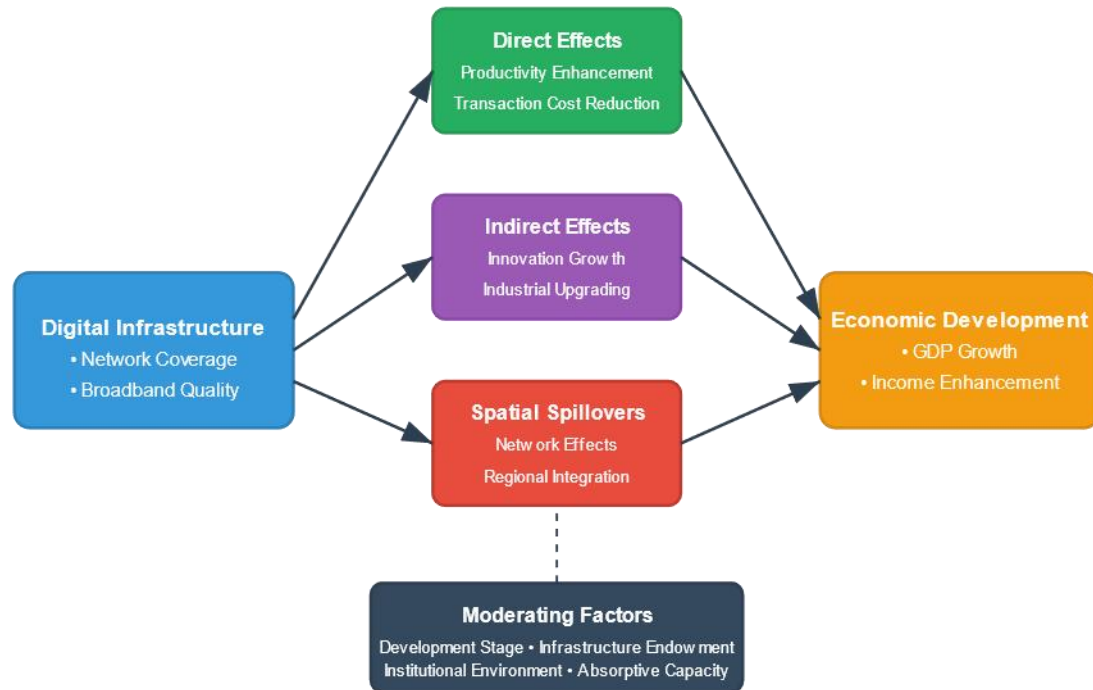 Direct Effects
Productivity Enhancement
Transaction Cost Reduction
Indirect Effects
Innovation Growth
Industrial Upgrading
Digital Infrastructure
• Network Coverage
• Broadband Quality
Economic Development
• GDP Growth
• Income Enhancement
Spatial Spillovers
Network Effects
Regional Integration
Moderating Factors
Development Stage • Infrastructure Endowment
Institutional Environment • Absorptive Capacity